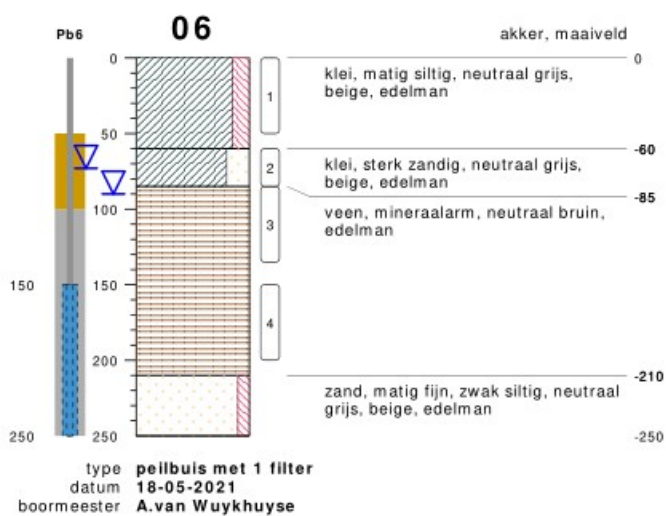 06
Pb6
akker, maaiveld
0
0
klei, matig siltig, neutraal grijs,
beige, edelman
1
50
-60
klei, sterk zandig, neutraal grijs,
beige, edelman
2
-85
100
veen, mineraalarm, neutraal bruin,
edelman
3
150
150
4
200
-210
zand, matig fijn, zwak siltig, neutraal
grijs, beige, edelman
250
250
-250
type peilbuis met 1 filter
datum 18-05-2021
boormeester A.van Wuykhuyse